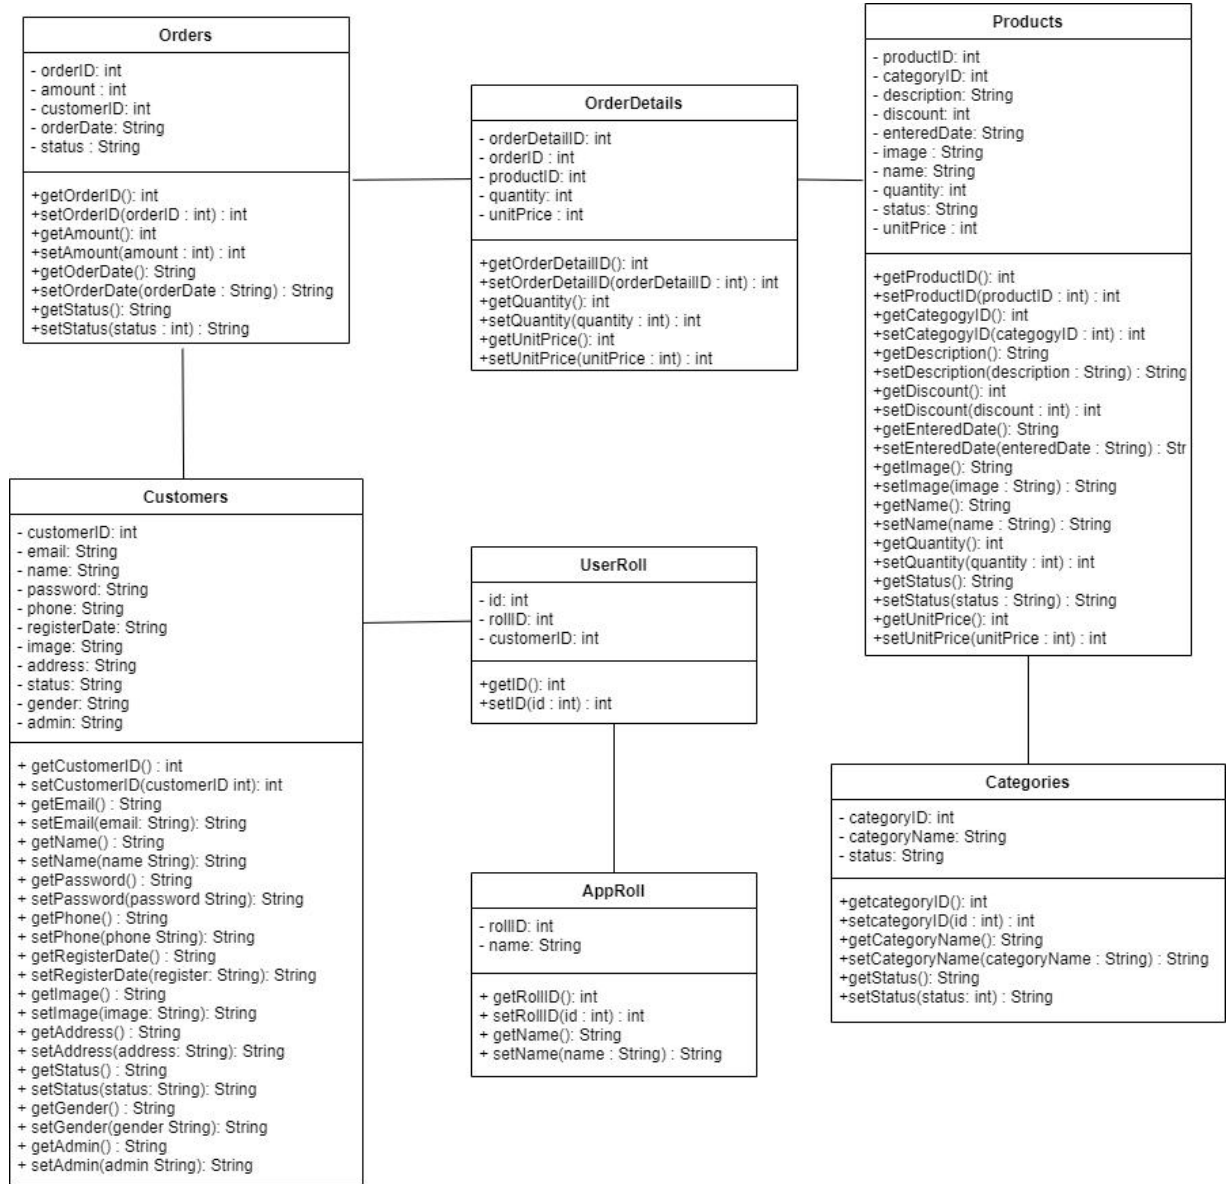 Orders
- orderID: int
- amount : int
- customerID: int
- orderDate: String
- status : String
+getOrderID(): int
+setOrderID(orderID : int) : int
+getAmount(): int
+setAmount(amount : int) : int
+getOderDate(): String
+setOrderDate(orderDate : String) : String
+getStatus(): String
+setStatus(status : int) : String
OrderDetails
- orderDetailID: int
- orderID : int
- productID: int
- quantity: int
- unitPrice : int
+getOrderDetailID(): int
+setOrderDetailID(orderDetailID : int) : int
+getQuantity(): int
+setQuantity(quantity : int) : int
+getUnitPrice(): int
+setUnitPrice(unitPrice : int) : int
Products
- productID: int
- categoryID: int
- description: String
- discount: int
- enteredDate: String
- image : String
- name: String
- quantity: int
- status: String
- unitPrice : int
+getProductID(): int
+setProductID(productID : int) : int
+getCategogyID(): int
+setCategogyID(categogyID : int) : int
+getDescription(): String
+setDescription(description : String) : String
+getDiscount(): int
+setDiscount(discount : int) : int
+getEnteredDate(): String
+setEnteredDate(enteredDate : String) : Str
+getImage(): String
+setImage(image : String) : String
+getName(): String
+setName(name : String) : String
+getQuantity(): int
+setQuantity(quantity : int) : int
+getStatus(): String
+setStatus(status : String) : String
+getUnitPrice(): int
+setUnitPrice(unitPrice : int) : int
Customers
- customerID: int
- email: String
- name: String
- password: String
- phone: String
- registerDate: String
- image: String
- address: String
- status: String
- gender: String
- admin: String
+ getCustomerID() : int
+ setCustomerID(customerID int): int
+ getEmail() : String
+ setEmail(email: String): String
+ getName() : String
+ setName(name String): String
+ getPassword() : String
+ setPassword(password String): String
+ getPhone() : String
+ setPhone(phone String): String
+ getRegisterDate() : String
+ setRegisterDate(register: String): String
+ getImage() : String
+ setImage(image: String): String
+ getAddress() : String
+ setAddress(address: String): String
+ getStatus() : String
+ setStatus(status: String): String
+ getGender() : String
+ setGender(gender String): String
+ getAdmin() : String
+ setAdmin(admin String): String
UserRoll
- id: int
- rollID: int
- customerID: int
+getID(): int
+setID(id : int) : int
AppRoll
- rollID: int
- name: String
+ getRollID(): int
+ setRollID(id : int) : int
+ getName(): String
+ setName(name : String) : String
Categories
- categoryID: int
- categoryName: String
- status: String
+getcategoryID(): int
+setcategoryID(id : int) : int
+getCategoryName(): String
+setCategoryName(categoryName : String) : String
+getStatus(): String
+setStatus(status: int) : String